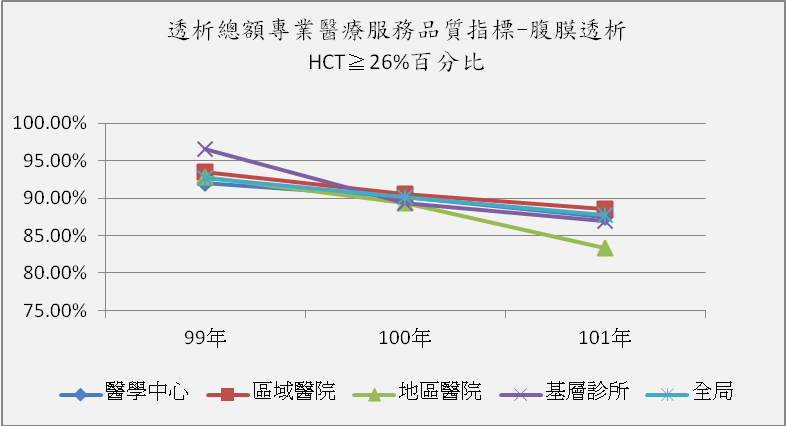 透析總額專業醫療服務品質指標-腹膜透析
HCT≧26%百分比
100.00%
95.00%
90.00%
85.00%
80.00%
75.00%
99年 100年 101年
醫學中心 區域醫院 地區醫院 基層診所 全局